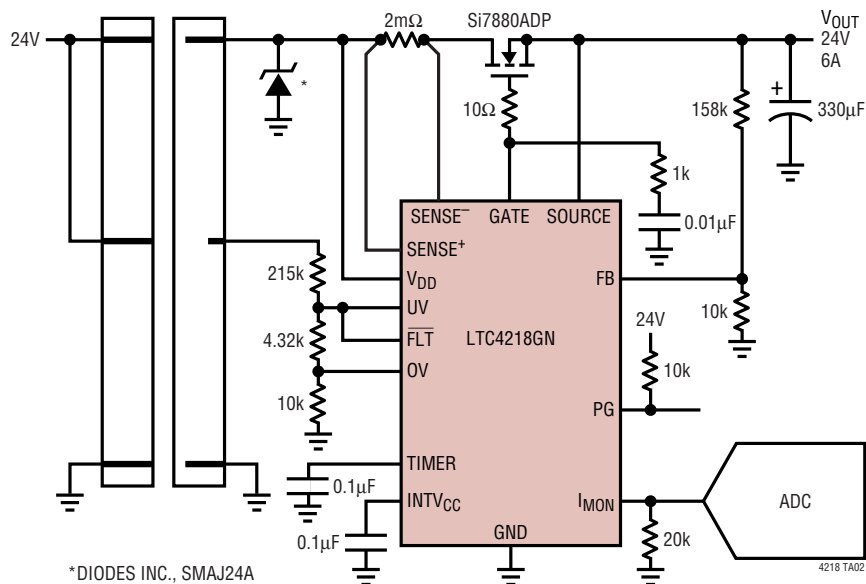 24V
2mΩ
Si7880ADP
VOUT
24V
6A
*
10Ω
158k
+
330µF
1k
0.01µF
SENSE−
GATE
SOURCE
SENSE+
VDD
FB
215k
UV
10k
4.32k
FLT
LTC4218GN
24V
OV
10k
10k
PG
TIMER
0.1µF
INTVCC
IMON
ADC
0.1µF
GND
20k
*DIODES INC., SMAJ24A
4218 TA02